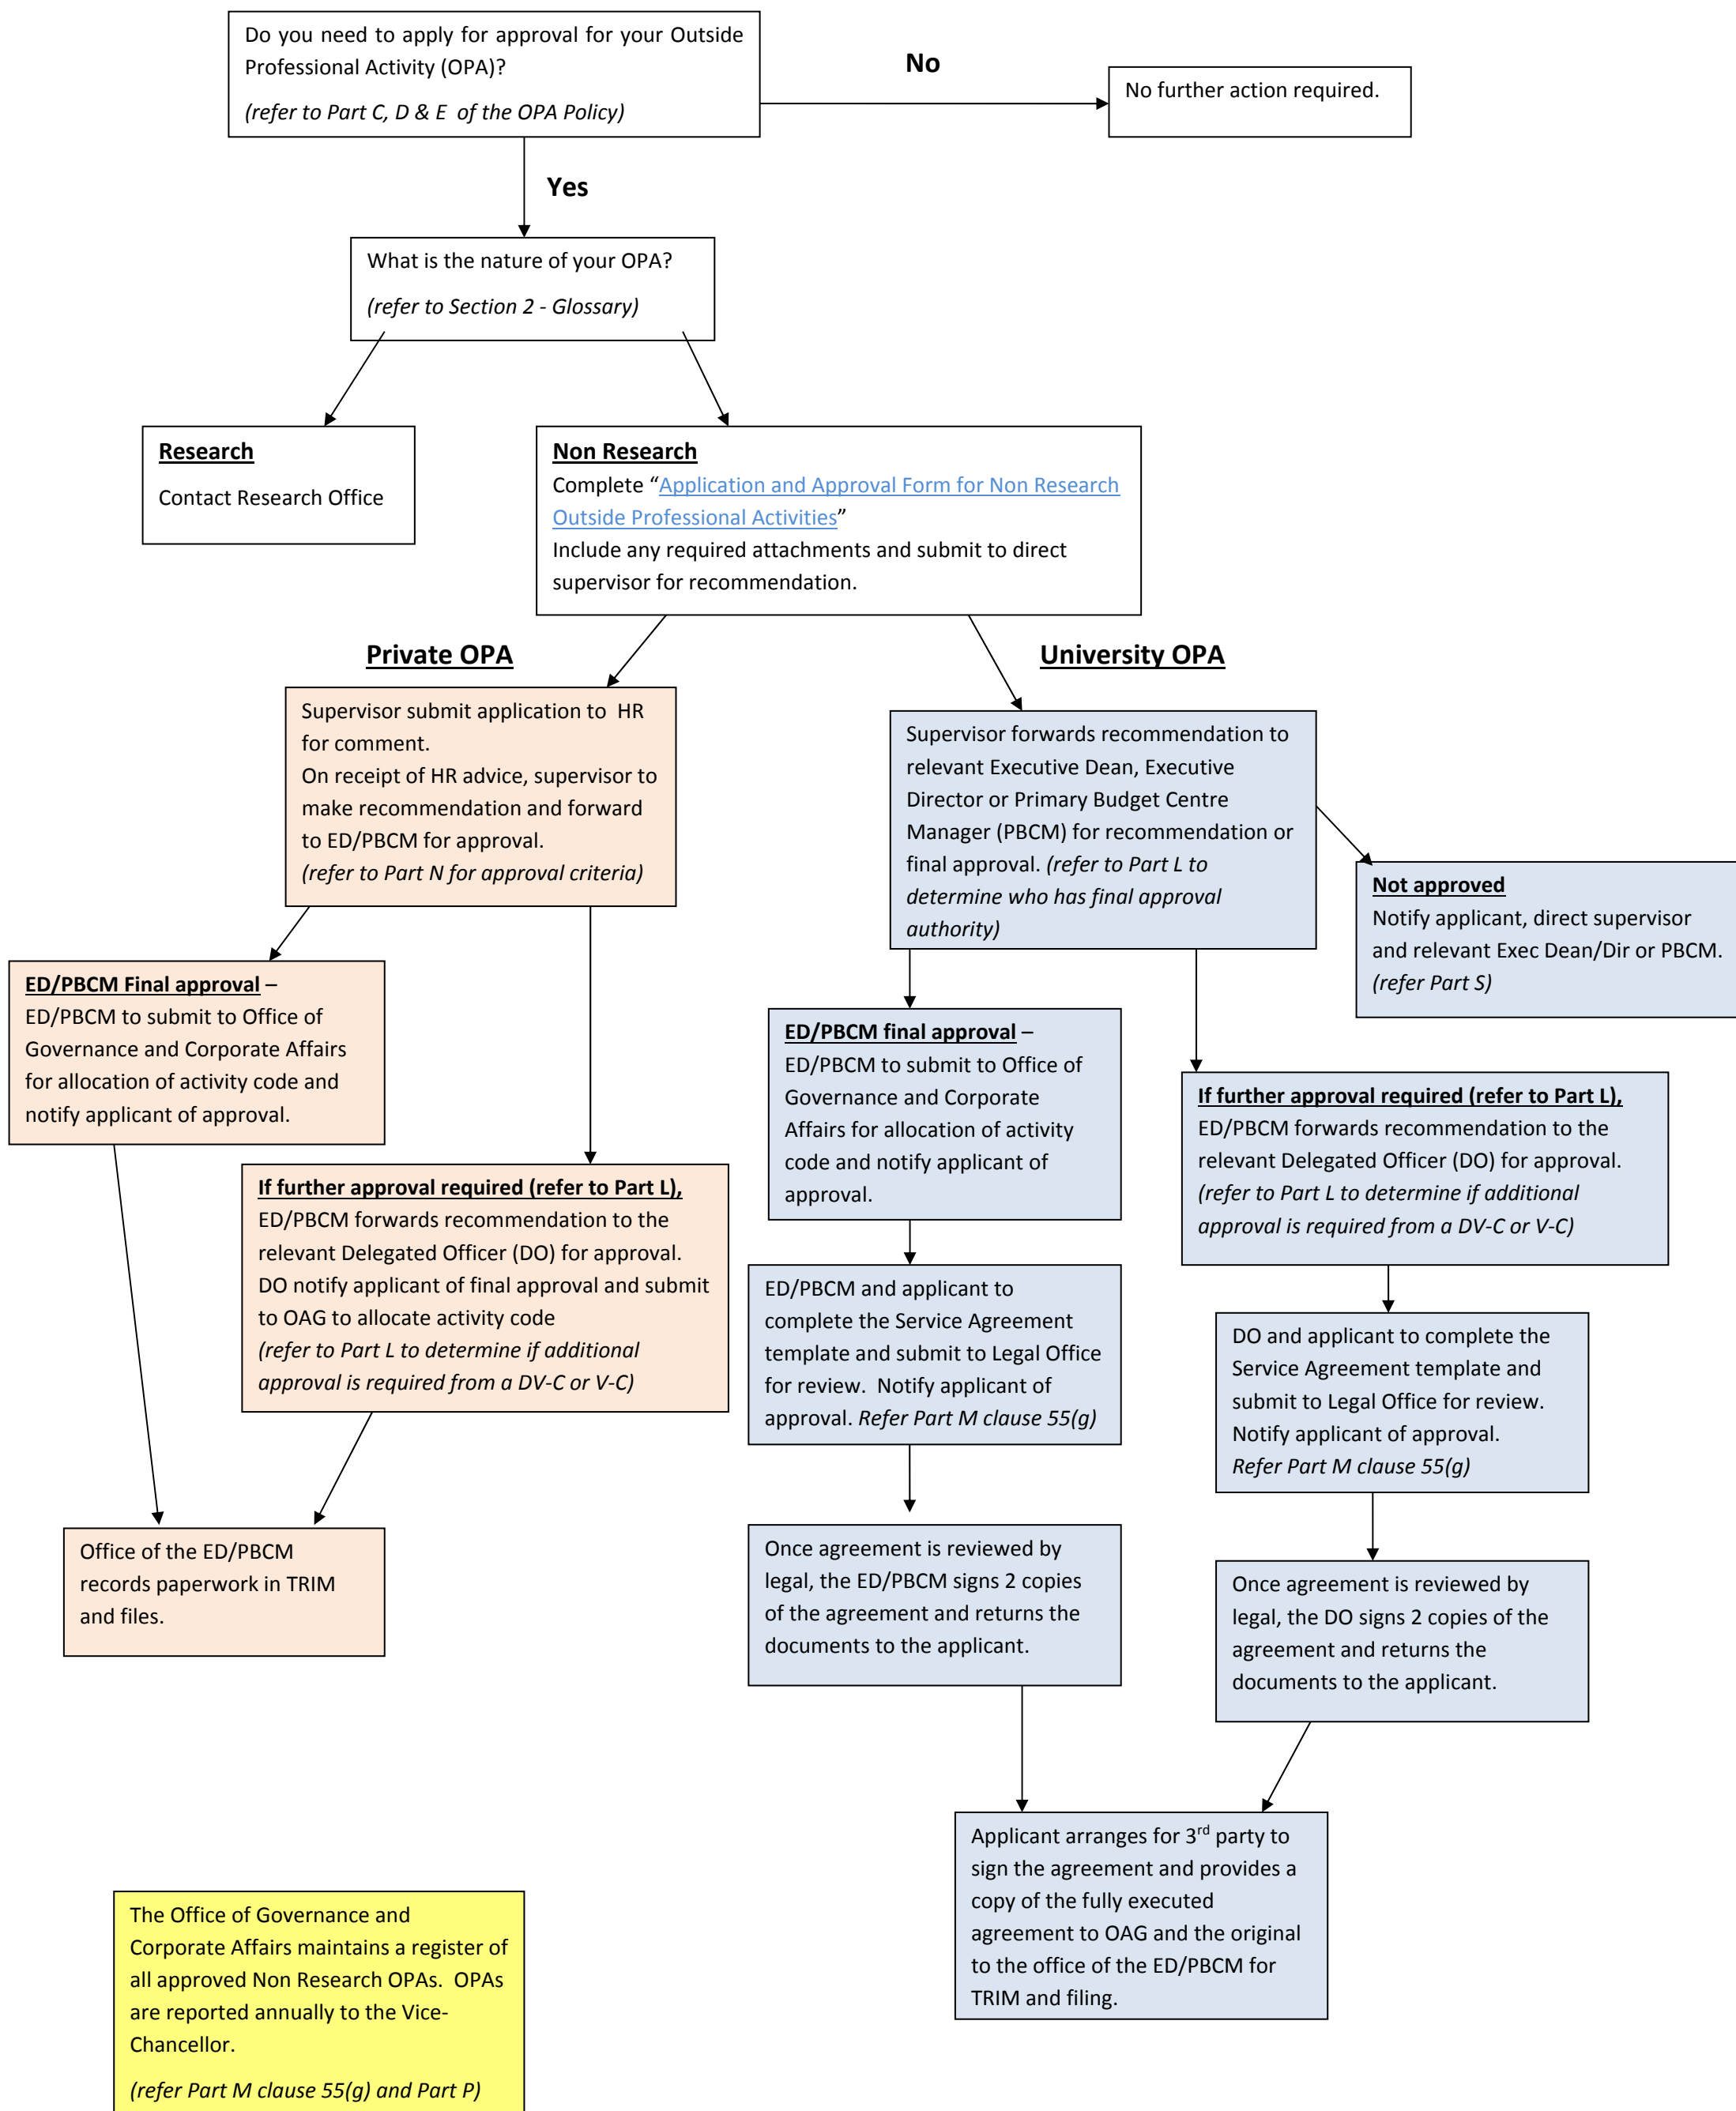 Do you need to apply for approval for your Outside
Professional Activity (OPA)?
(refer to Part C, D & E of the OPA Policy)
No
No further action required.
Yes
What is the nature of your OPA?
(refer to Section 2 - Glossary)
Research
Contact Research Office
Non Research
Complete “Application and Approval Form for Non Research
Outside Professional Activities”
Include any required attachments and submit to direct
supervisor for recommendation.
Private OPA
University OPA
Supervisor submit application to HR
for comment.
On receipt of HR advice, supervisor to
make recommendation and forward
to ED/PBCM for approval.
(refer to Part N for approval criteria)
Supervisor forwards recommendation to
relevant Executive Dean, Executive
Director or Primary Budget Centre
Manager (PBCM) for recommendation or
final approval. (refer to Part L to
determine who has final approval
authority)
Not approved
Notify applicant, direct supervisor
and relevant Exec Dean/Dir or PBCM.
(refer Part S)
ED/PBCM Final approval –
ED/PBCM to submit to Office of
Governance and Corporate Affairs
for allocation of activity code and
notify applicant of approval.
ED/PBCM final approval –
ED/PBCM to submit to Office of
Governance and Corporate
Affairs for allocation of activity
code and notify applicant of
approval.
If further approval required (refer to Part L),
ED/PBCM forwards recommendation to the
relevant Delegated Officer (DO) for approval.
(refer to Part L to determine if additional
approval is required from a DV-C or V-C)
If further approval required (refer to Part L),
ED/PBCM forwards recommendation to the
relevant Delegated Officer (DO) for approval.
DO notify applicant of final approval and submit
to OAG to allocate activity code
(refer to Part L to determine if additional
approval is required from a DV-C or V-C)
ED/PBCM and applicant to
complete the Service Agreement
template and submit to Legal Office
for review. Notify applicant of
approval. Refer Part M clause 55(g)
DO and applicant to complete the
Service Agreement template and
submit to Legal Office for review.
Notify applicant of approval.
Refer Part M clause 55(g)
Office of the ED/PBCM
records paperwork in TRIM
and files.
Once agreement is reviewed by
legal, the ED/PBCM signs 2 copies
of the agreement and returns the
documents to the applicant.
Once agreement is reviewed by
legal, the DO signs 2 copies of the
agreement and returns the
documents to the applicant.
Applicant arranges for 3rd party to
sign the agreement and provides a
copy of the fully executed
agreement to OAG and the original
to the office of the ED/PBCM for
TRIM and filing.
The Office of Governance and
Corporate Affairs maintains a register of
all approved Non Research OPAs. OPAs
are reported annually to the Vice-
Chancellor.
(refer Part M clause 55(g) and Part P)